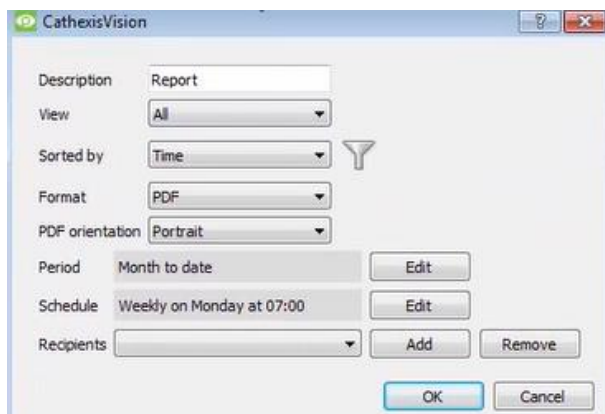 CathexisVision
Description Report
View All
Sorted by Time
Format PDF
PDF orientation Portrait
Period Month to date Edit
Schedule Weekly on Monday at 07:00 Edit
Recipients Add Remove
OK Cancel